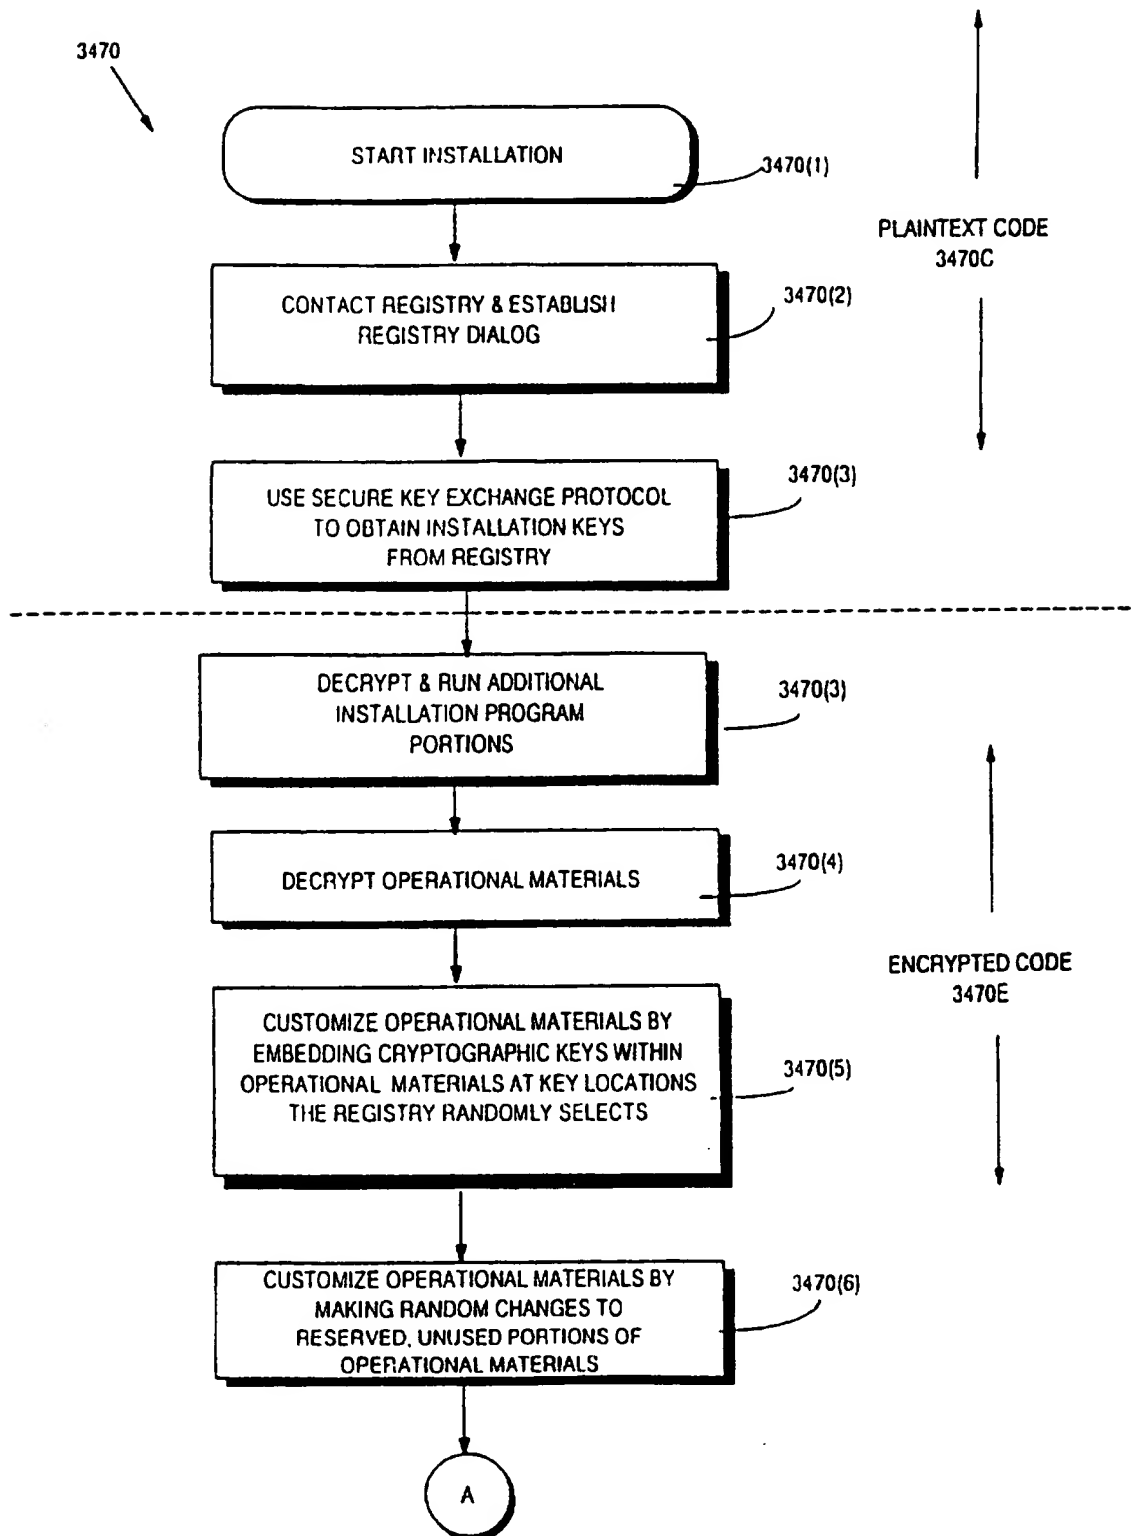 3470
START INSTALLATION
3470(1)
PLAINTEXT CODE
3470C
CONTACT REGISTRY & ESTABLISH
REGISTRY DIALOG
3470(2)
USE SECURE KEY EXCHANGE PROTOCOL
TO OBTAIN INSTALLATION KEYS
FROM REGISTRY
3470(3)
DECRYPT & RUN ADDITIONAL
INSTALLATION PROGRAM
PORTIONS
3470(3)
DECRYPT OPERATIONAL MATERIALS
3470(4)
ENCRYPTED CODE
3470E
CUSTOMIZE OPERATIONAL MATERIALS BY
EMBEDDING CRYPTOGRAPHIC KEYS WITHIN
OPERATIONAL MATERIALS AT KEY LOCATIONS
THE REGISTRY RANDOMLY SELECTS
3470(5)
CUSTOMIZE OPERATIONAL MATERIALS BY
MAKING RANDOM CHANGES TO
RESERVED, UNUSED PORTIONS OF
OPERATIONAL MATERIALS
3470(6)
A